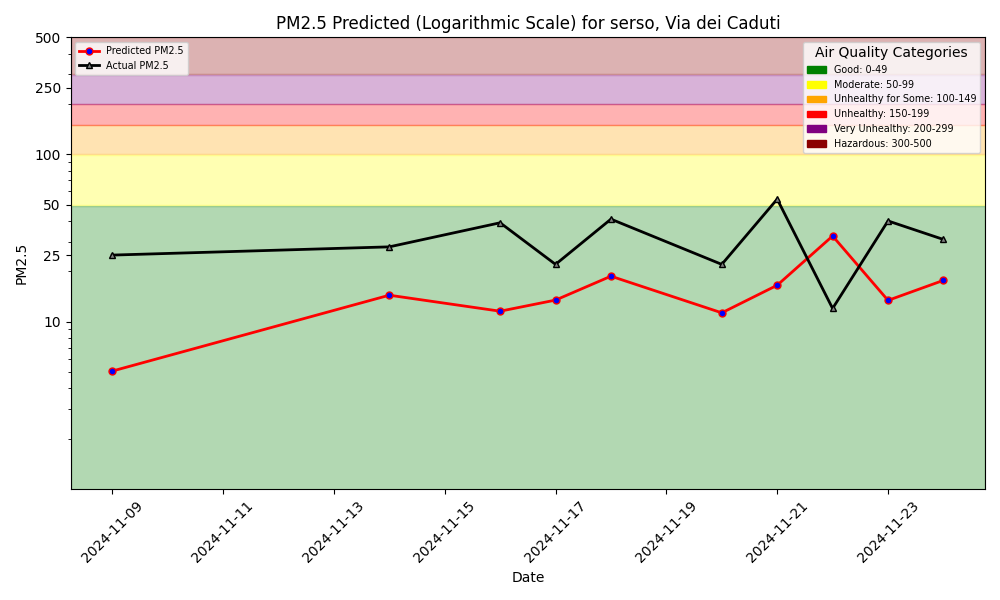 PM2.5 Predicted (Logarithmic Scale) for serso, Via dei Caduti
Predicted PM2.5
Actual PM2.5
Air Quality Categories
Good: 0-49
Moderate: 50-99
Unhealthy for Some: 100-149
Unhealthy: 150-199
Very Unhealthy: 200-299
Hazardous: 300-500
500
250
100
50
25
10
PM2.5
2024-11-09
2024-11-11
2024-11-13
2024-11-15
2024-11-17
2024-11-19
2024-11-21
2024-11-23
Date